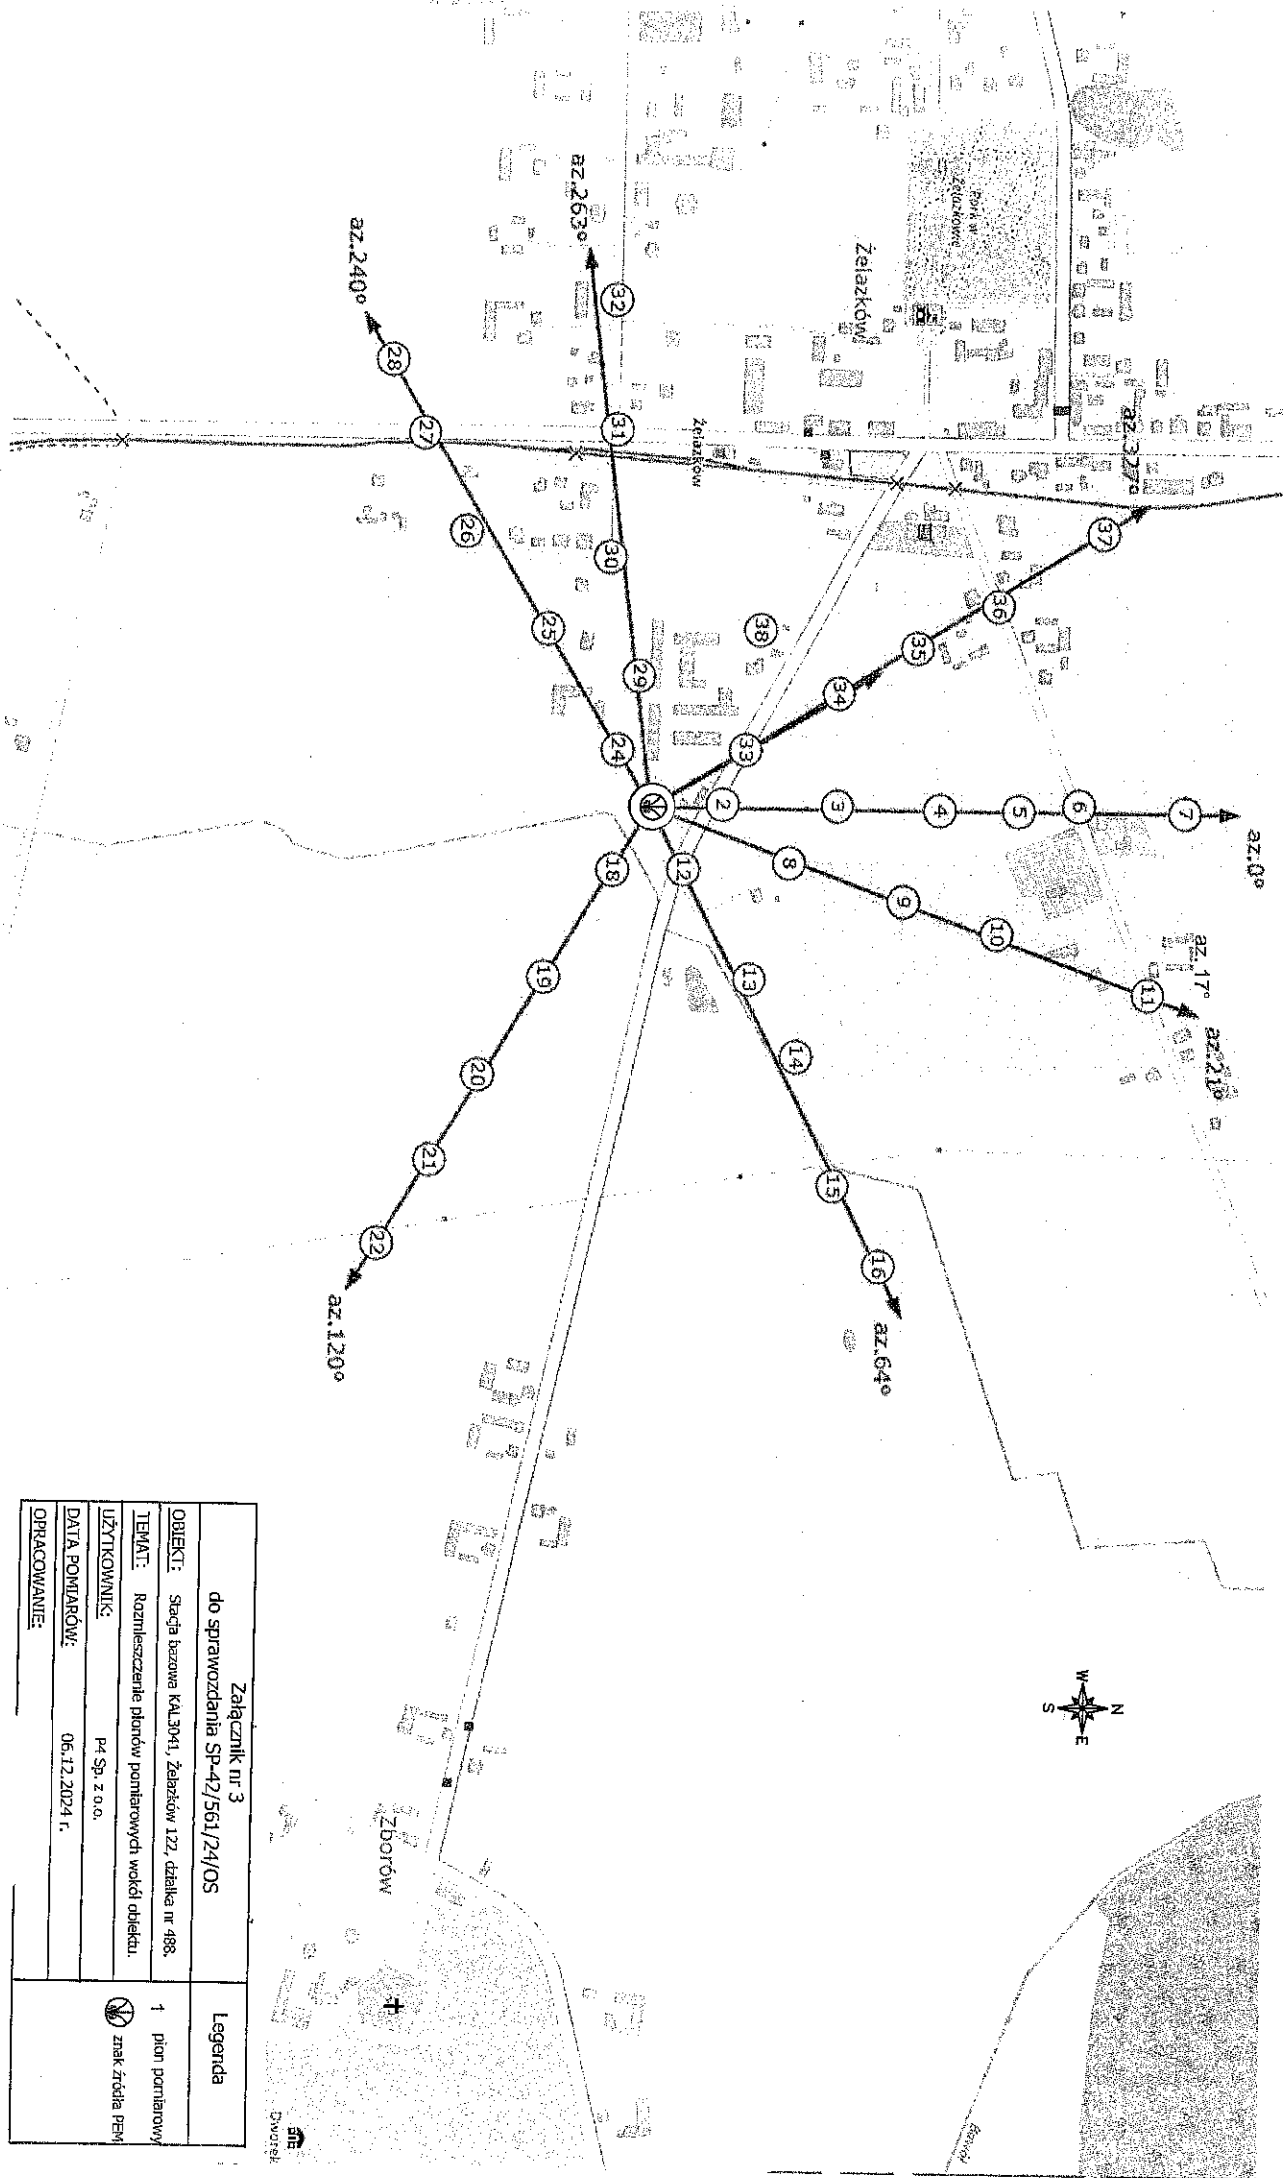 az.240°
az.263°
az.327°
az.0°
az.17°
az.21°
az.64°
az.120°
Park w
Żelazkowie
Żelazków
Żelazków
32
31
30
29
28
27
26
25
24
38
37
36
35
34
33
2
3
4
5
6
7
8
9
10
11
12
13
14
15
16
18
19
20
21
22
N
W
E
S
Zborów
Dworek
Załącznik nr 3
do sprawozdania SP-42/561/24/OS
OBIEKT: Stacja bazowa KAL3041, Żelazków 122, działka nr 488.
TEMAT: Rozmieszczenie pionów pomiarowych wokół obiektu.
UŻYTKOWNIK: P4 Sp. z o.o.
DATA POMIARÓW: 06.12.2024 r.
OPRACOWANIE:
Legenda
1 pion pomiarowy
znak źródła PEM